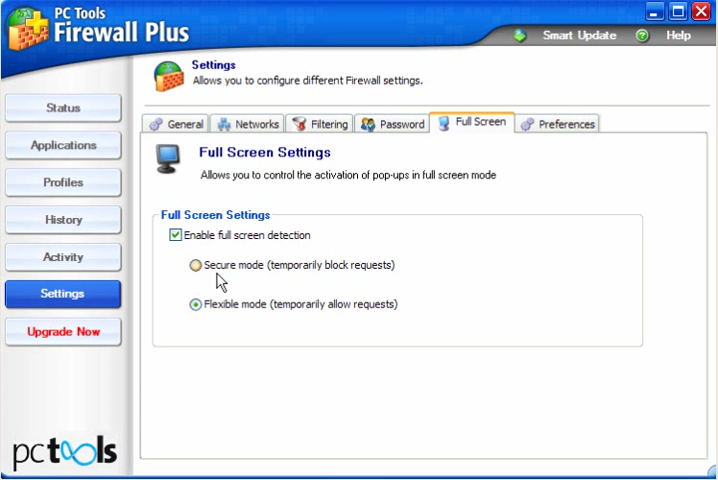 PC Tools
Firewall Plus
Smart Update
Help
Settings
Allows you to configure different Firewall settings.
Status
Applications
Profiles
History
Activity
Settings
Upgrade Now
General
Networks
Filtering
Password
Full Screen
Preferences
Full Screen Settings
Allows you to control the activation of pop-ups in full screen mode
Full Screen Settings
Enable full screen detection
Secure mode (temporarily block requests)
Flexible mode (temporarily allow requests)
pctools